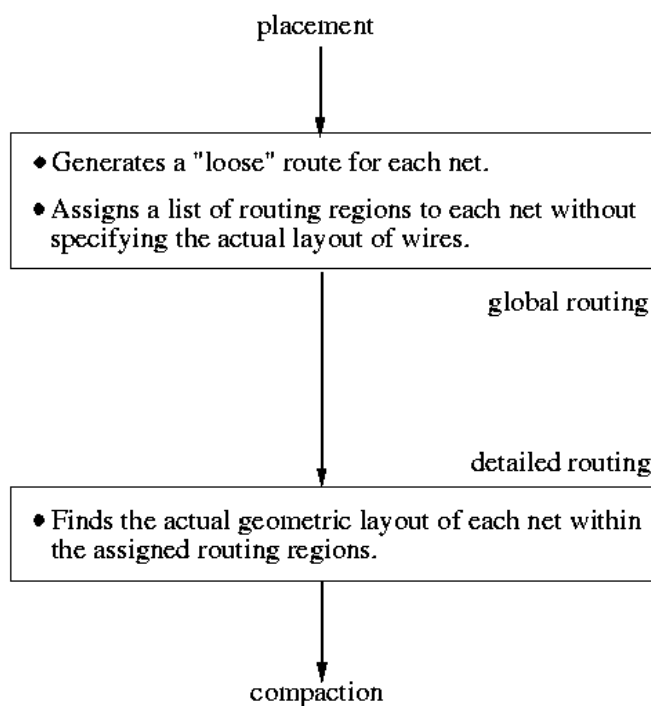 placement
• Generates a "loose" route for each net.
• Assigns a list of routing regions to each net without
specifying the actual layout of wires.
global routing
detailed routing
• Finds the actual geometric layout of each net within
the assigned routing regions.
compaction